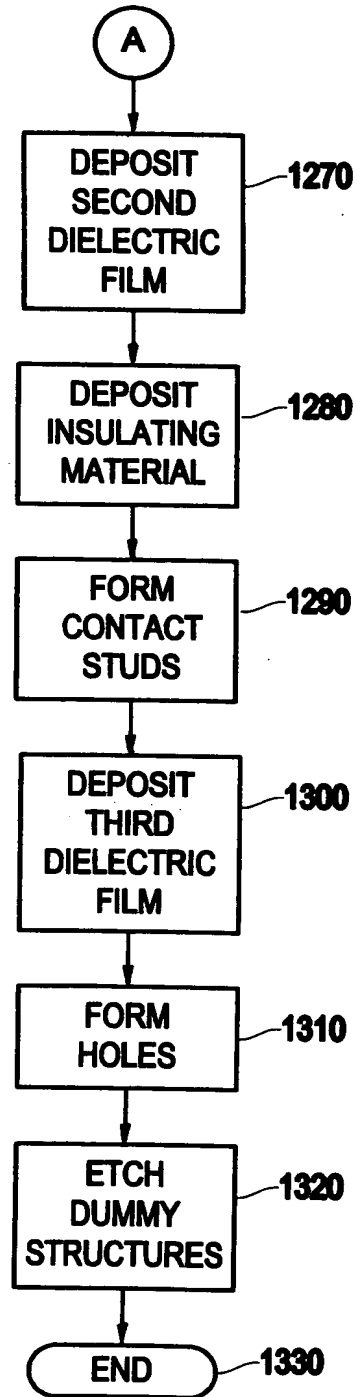 A
DEPOSIT
1270
SECOND
DIELECTRIC
FILM
DEPOSIT
1280
INSULATING
MATERIAL
FORM
1290
CONTACT
STUDS
DEPOSIT
1300
THIRD
DIELECTRIC
FILM
FORM
1310
HOLES
ETCH
1320
DUMMY
STRUCTURES
END
1330